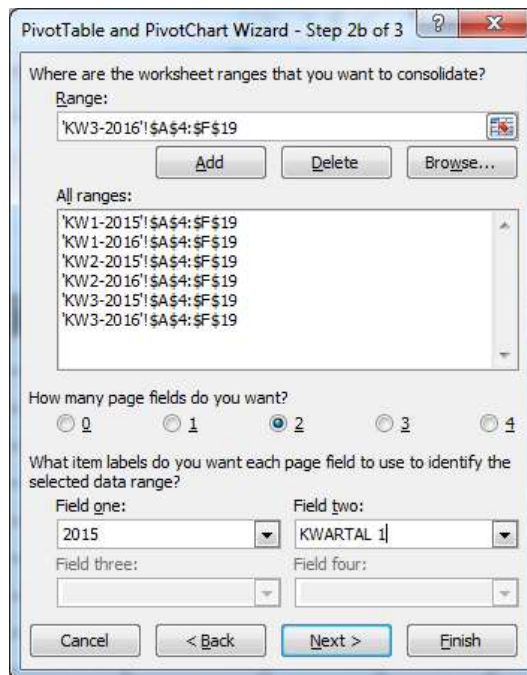 PivotTable and PivotChart Wizard - Step 2b of 3
Where are the worksheet ranges that you want to consolidate?
Range:
'KW3-2016'!$A$4:$F$19
Add Delete Browse...
All ranges:
'KW1-2015'!$A$4:$F$19
'KW1-2016'!$A$4:$F$19
'KW2-2015'!$A$4:$F$19
'KW2-2016'!$A$4:$F$19
'KW3-2015'!$A$4:$F$19
'KW3-2016'!$A$4:$F$19
How many page fields do you want?
0 1 2 3 4
What item labels do you want each page field to use to identify the
selected data range?
Field one: Field two:
2015 KWARTAL 1
Field three: Field four:
Cancel < Back Next > Finish